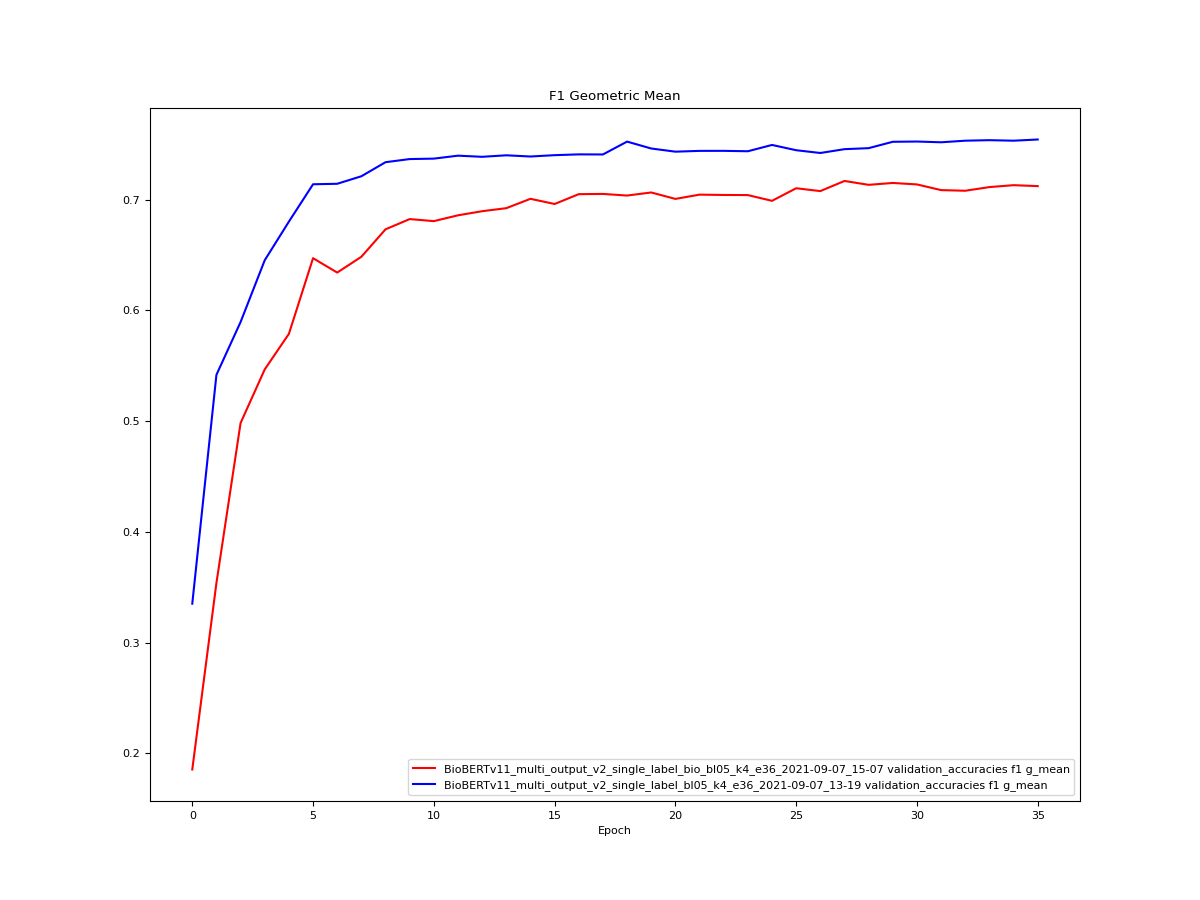 F1 Geometric Mean
0.7
0.6
0.5
0.4
0.3
0.2
BioBERTv11_multi_output_v2_single_label_bio_bl05_k4_e36_2021-09-07_15-07 validation_accuracies f1 g_mean
BioBERTv11_multi_output_v2_single_label_bl05_k4_e36_2021-09-07_13-19 validation_accuracies f1 g_mean
0 5 10 15 20 25 30 35
Epoch